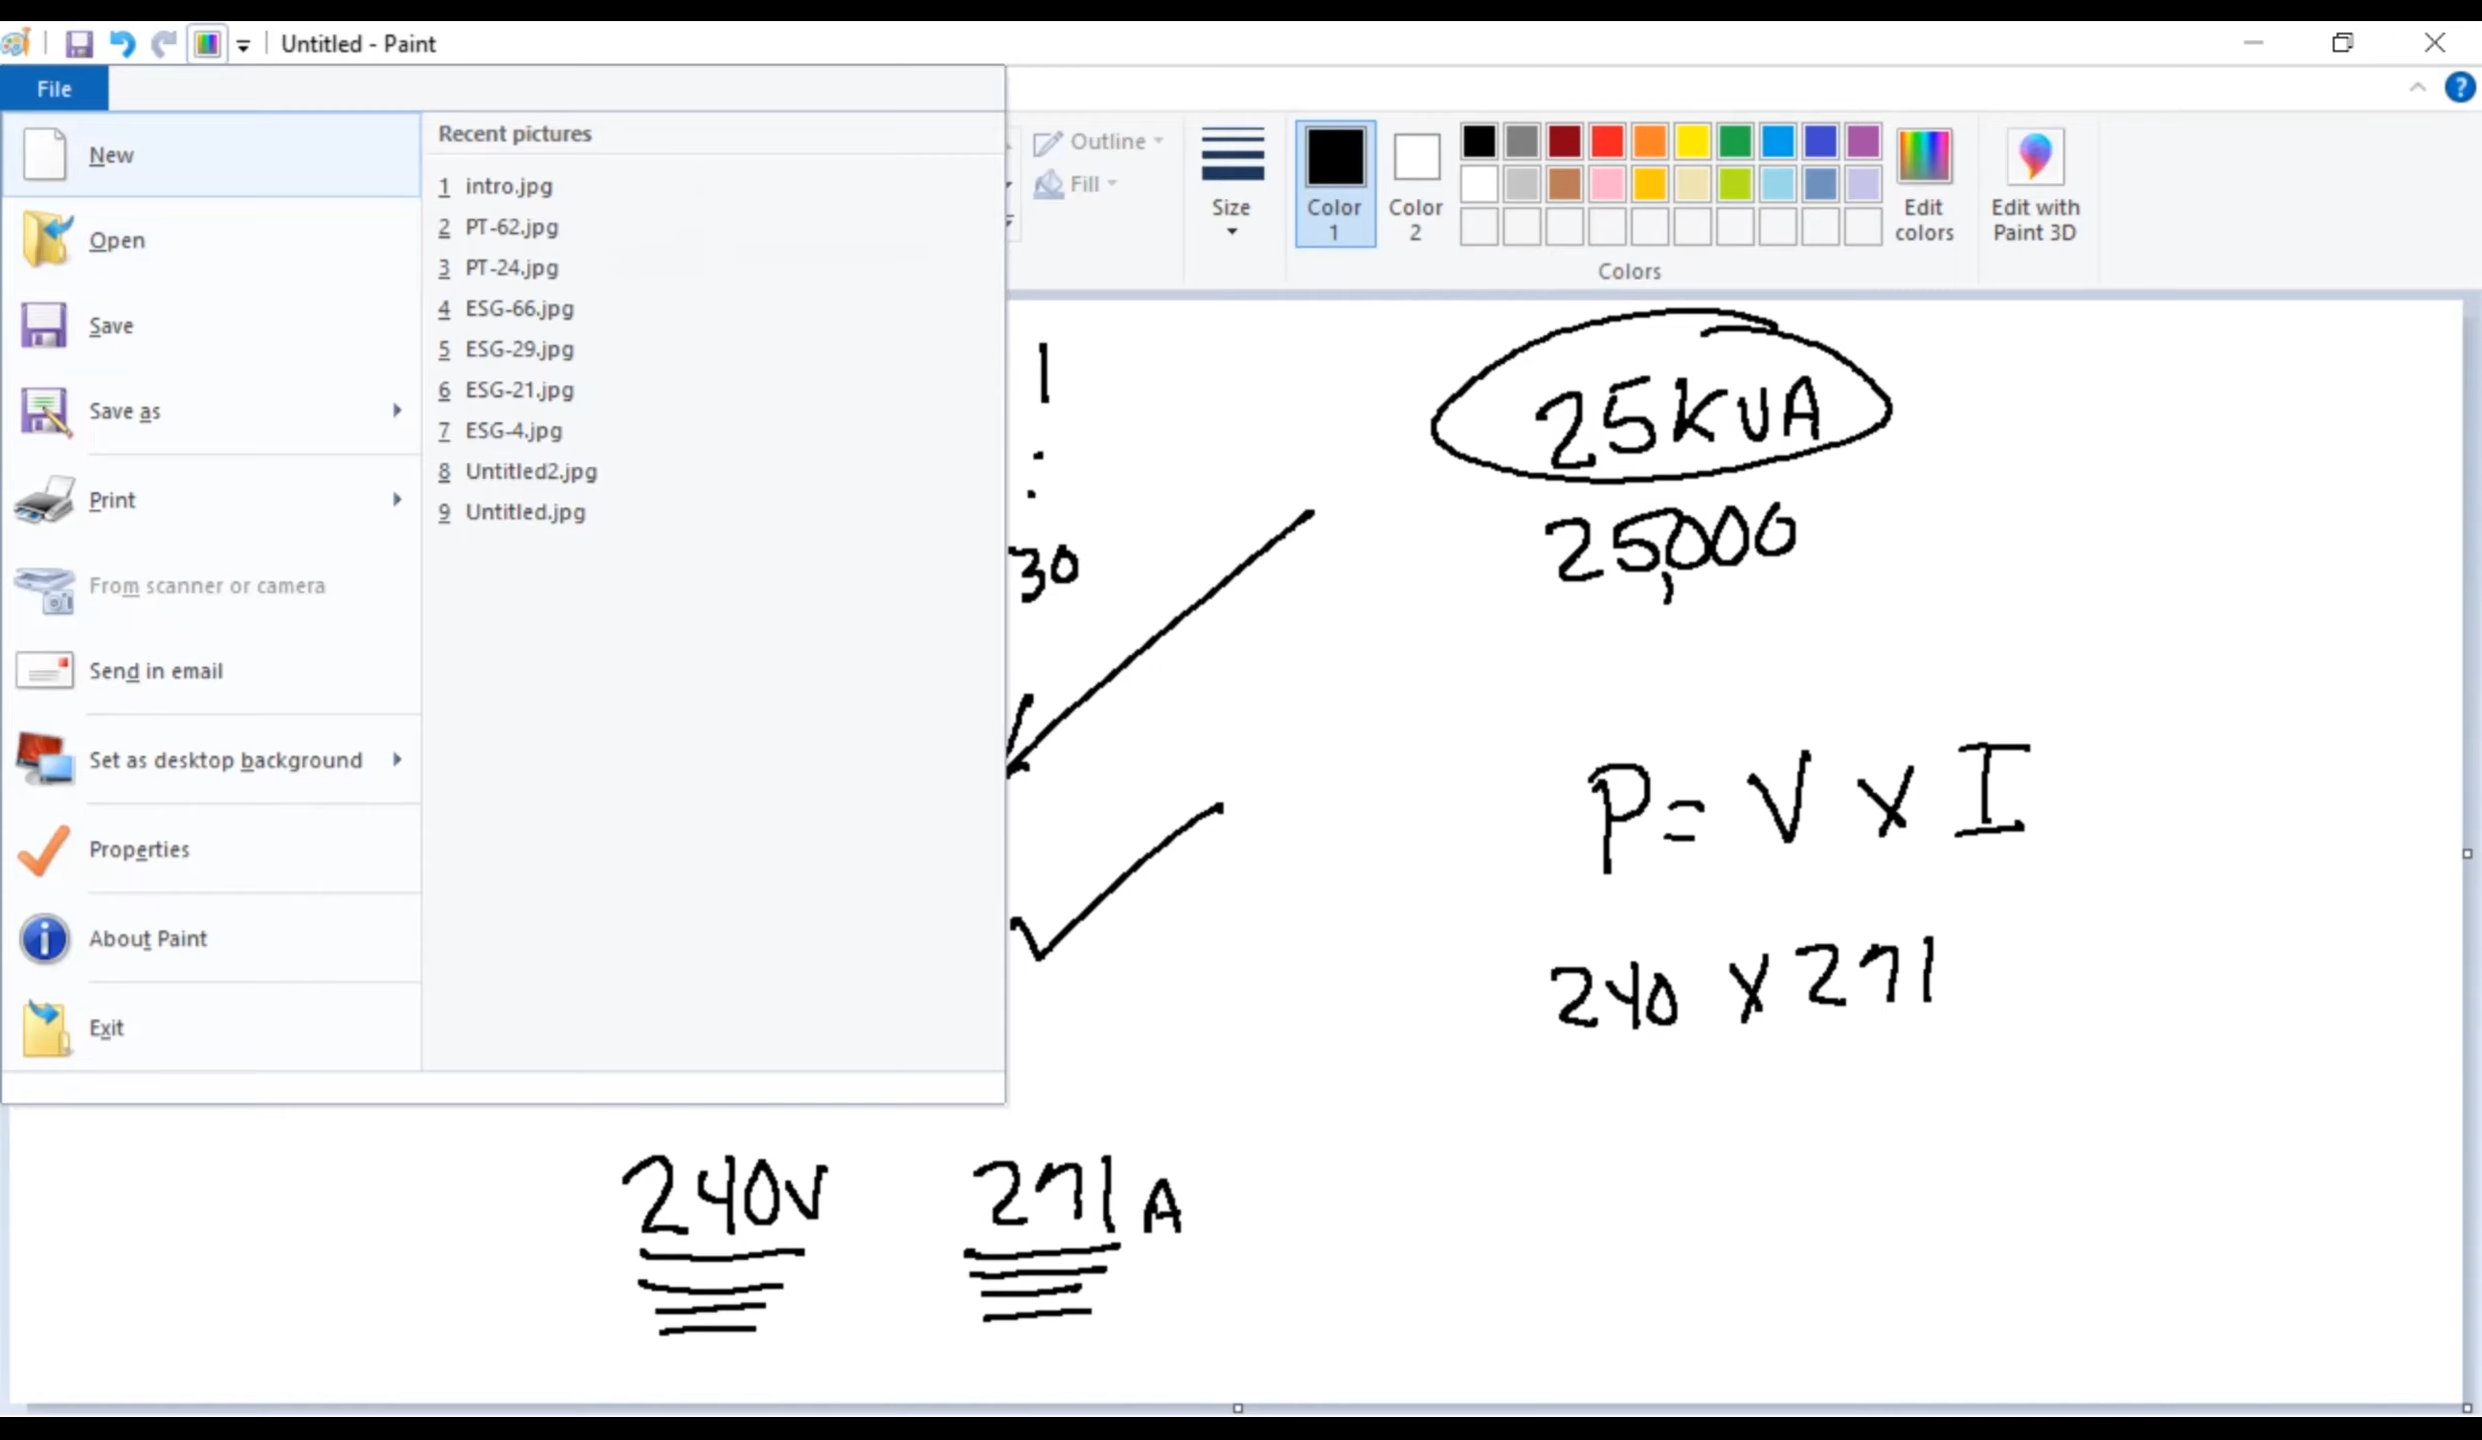 Untitled - Paint
File
New
Open
Save
Save as
Print
From scanner or camera
Send in email
Set as desktop background
Properties
About Paint
Exit
Recent pictures
1 intro.jpg
2 PT-62.jpg
3 PT-24.jpg
4 ESG-66.jpg
5 ESG-29.jpg
6 ESG-21.jpg
7 ESG-4.jpg
8 Untitled2.jpg
9 Untitled.jpg
Outline
Fill
Size
Color 1
Color 2
Edit colors
Edit with Paint 3D
Colors
1
:
30
25KVA
25,000
P= V x I
240 x 271
240V 271 A